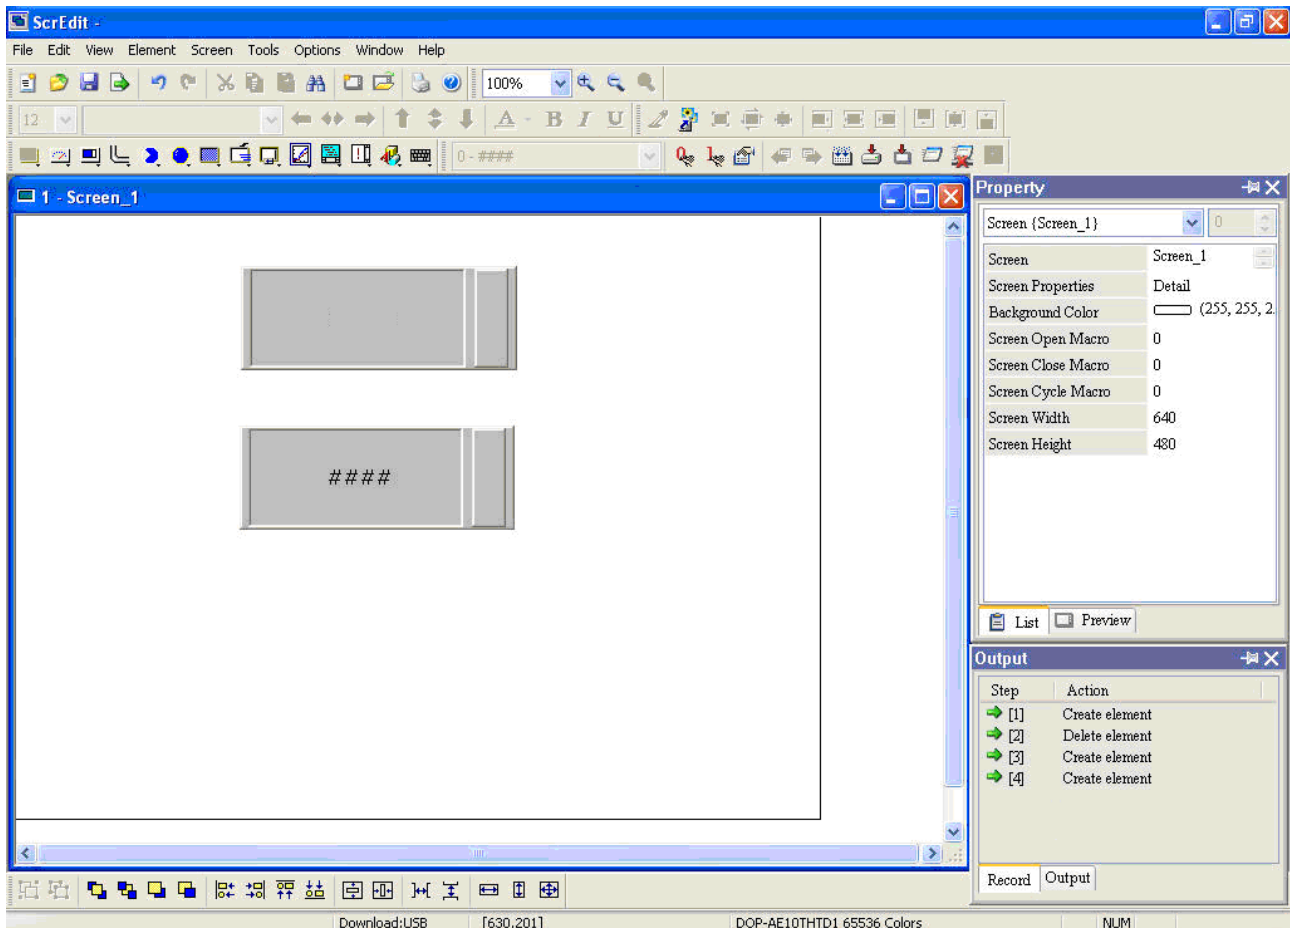 ScrEdit -
File Edit View Element Screen Tools Options Window Help
100%
12
A - B I U
0 - ####
1 - Screen_1
####
Property
Screen {Screen_1} 0
Screen Screen_1
Screen Properties Detail
Background Color (255, 255, 2
Screen Open Macro 0
Screen Close Macro 0
Screen Cycle Macro 0
Screen Width 640
Screen Height 480
List Preview
Output
Step Action
[1] Create element
[2] Delete element
[3] Create element
[4] Create element
Record Output
Download:USB [630,201] DOP-AE10THTD1 65536 Colors NUM